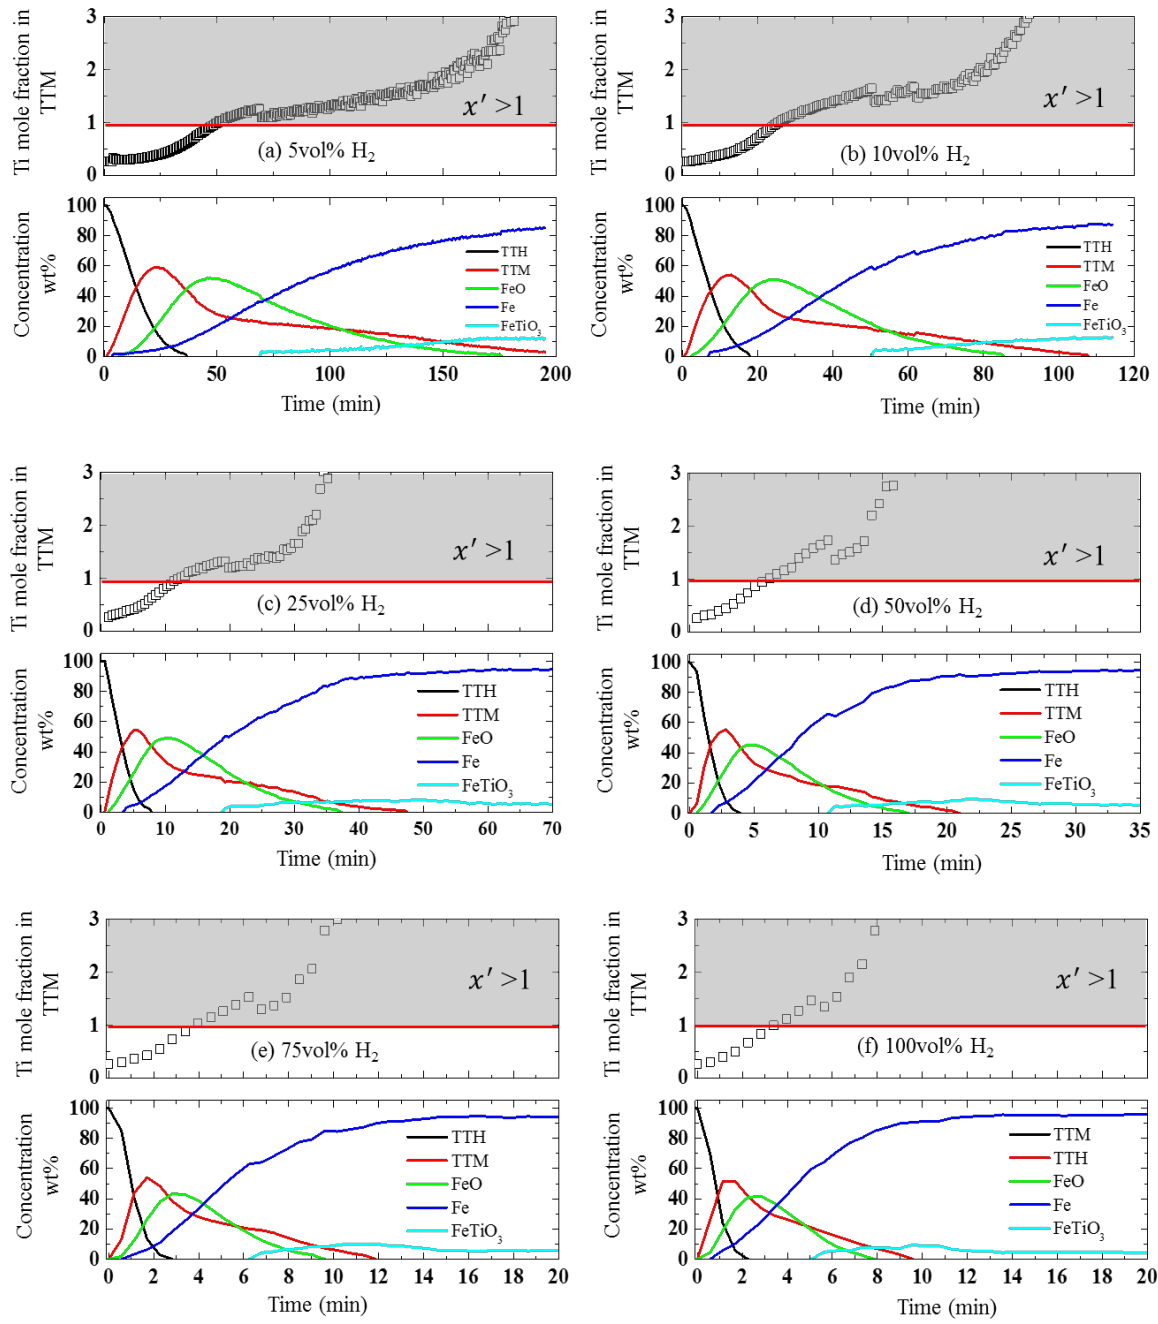 Ti mole fraction in
TTM
3
2
1
0
x′ >1
(a) 5vol% H₂
Concentration
wt%
100
80
60
40
20
0
TTH
TTM
FeO
Fe
FeTiO₃
0 50 100 150 200
Time (min)
Ti mole fraction in
TTM
3
2
1
0
x′ >1
(b) 10vol% H₂
Concentration
wt%
100
80
60
40
20
0
TTH
TTM
FeO
Fe
FeTiO₃
0 20 40 60 80 100 120
Time (min)
Ti mole fraction in
TTM
3
2
1
0
x′ >1
(c) 25vol% H₂
Concentration
wt%
100
80
60
40
20
0
TTH
TTM
FeO
Fe
FeTiO₃
0 10 20 30 40 50 60 70
Time (min)
Ti mole fraction in
TTM
3
2
1
0
x′ >1
(d) 50vol% H₂
Concentration
wt%
100
80
60
40
20
0
TTH
TTM
FeO
Fe
FeTiO₃
0 5 10 15 20 25 30 35
Time (min)
Ti mole fraction in
TTM
3
2
1
0
x′ >1
(e) 75vol% H₂
Concentration
wt%
100
80
60
40
20
0
TTH
TTM
FeO
Fe
FeTiO₃
0 2 4 6 8 10 12 14 16 18 20
Time (min)
Ti mole fraction in
TTM
3
2
1
0
x′ >1
(f) 100vol% H₂
Concentration
wt%
100
80
60
40
20
0
TTM
TTH
FeO
Fe
FeTiO₃
0 2 4 6 8 10 12 14 16 18 20
Time (min)